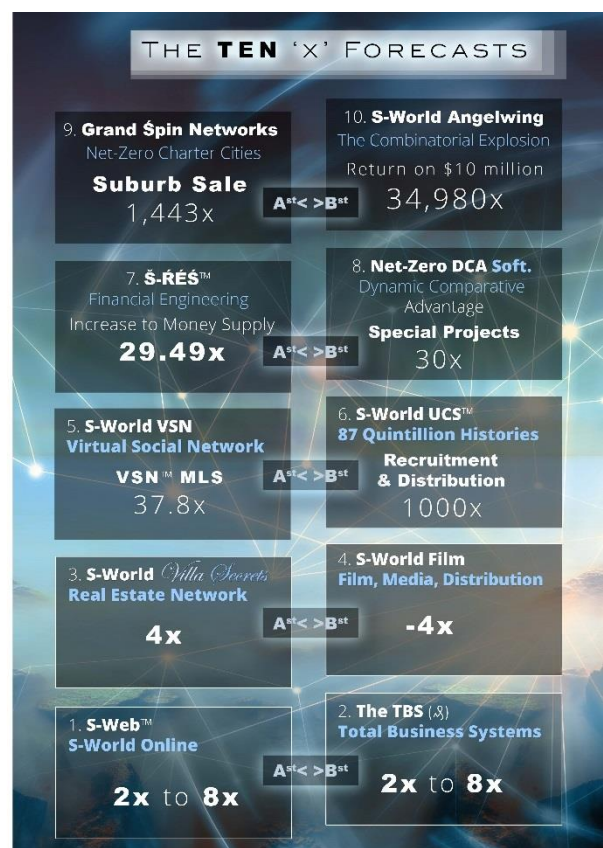 THE TEN 'X' FORECASTS
9. Grand Śpin Networks
Net-Zero Charter Cities
Suburb Sale
1,443x
10. S-World Angelwing
The Combinatorial Explosion
Return on $10 million
34,980x
Aˢᵗ< >Bˢᵗ
7. Š-ŔÉŚ™
Financial Engineering
Increase to Money Supply
29.49x
8. Net-Zero DCA Soft.
Dynamic Comparative
Advantage
Special Projects
30x
Aˢᵗ< >Bˢᵗ
5. S-World VSN
Virtual Social Network
VSN™ MLS
37.8x
6. S-World UCS™
87 Quintillion Histories
Recruitment
& Distribution
1000x
Aˢᵗ< >Bˢᵗ
3. S-World Villa Secrets
Real Estate Network
4x
4. S-World Film
Film, Media, Distribution
-4x
Aˢᵗ< >Bˢᵗ
1. S-Web™
S-World Online
2x to 8x
2. The TBS (Ś)
Total Business Systems
2x to 8x
Aˢᵗ< >Bˢᵗ